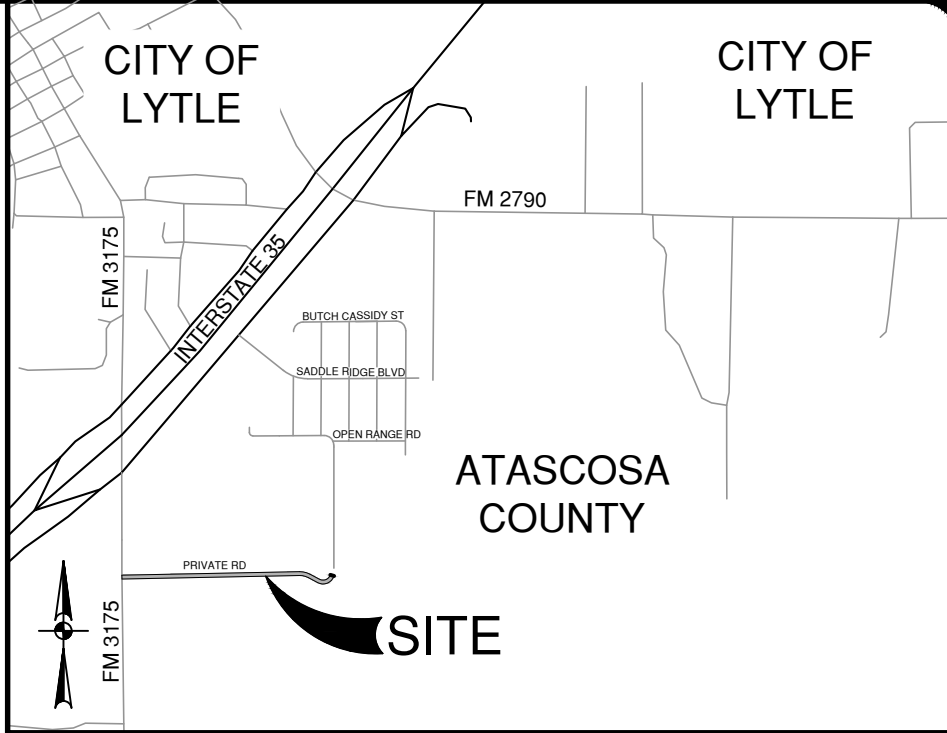 CITY OF
LYTLE
CITY OF
LYTLE
FM 2790
FM 3175
INTERSTATE 35
BUTCH CASSIDY ST
SADDLE RIDGE BLVD
OPEN RANGE RD
ATASCOSA
COUNTY
PRIVATE RD
SITE
FM 3175